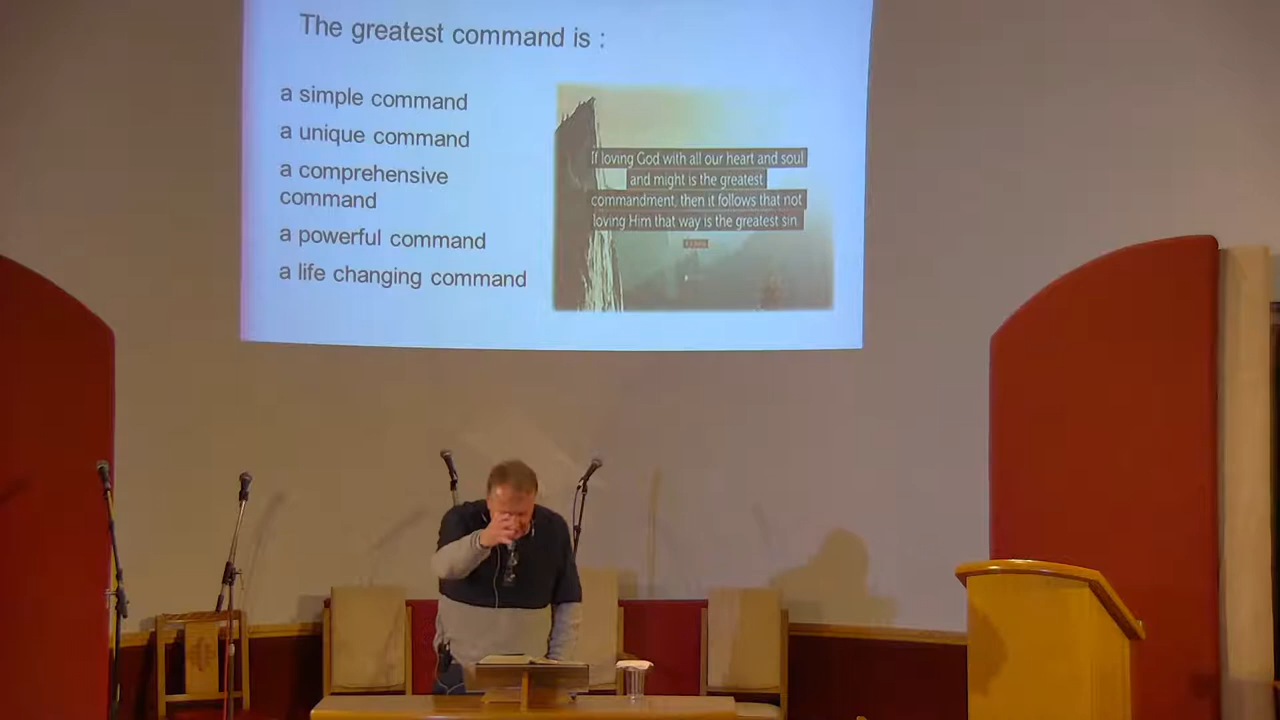 The greatest command is :
a simple command
a unique command
a comprehensive
command
a powerful command
a life changing command
If loving God with all our heart and soul
and might is the greatest
commandment, then it follows that not
loving Him that way is the greatest sin